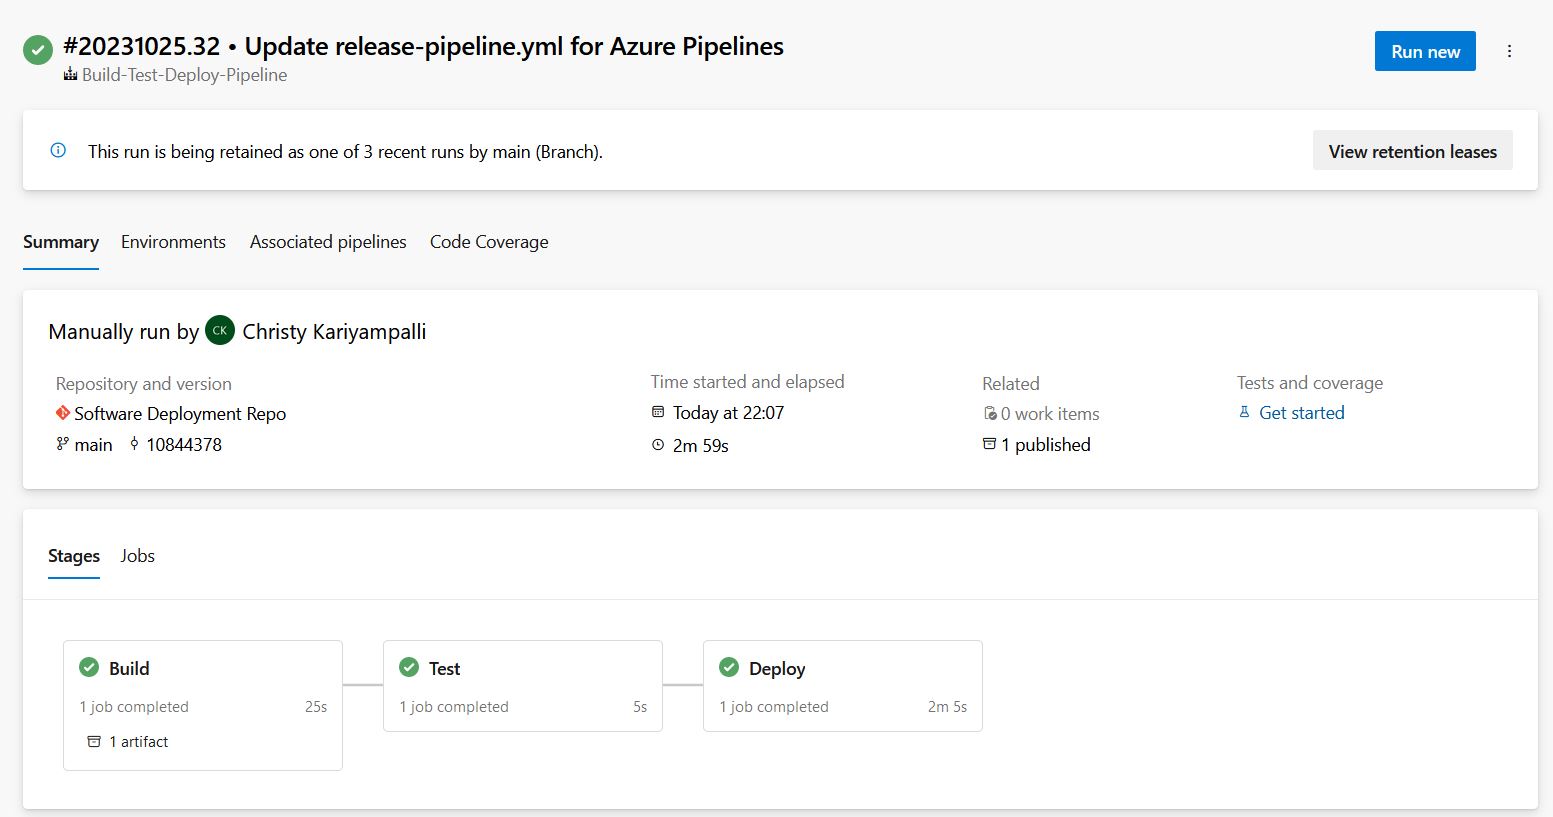 #20231025.32 • Update release-pipeline.yml for Azure Pipelines
Build-Test-Deploy-Pipeline
Run new
This run is being retained as one of 3 recent runs by main (Branch).
View retention leases
Summary Environments Associated pipelines Code Coverage
Manually run by CK Christy Kariyampalli
Repository and version
Software Deployment Repo
main 10844378
Time started and elapsed
Today at 22:07
2m 59s
Related
0 work items
1 published
Tests and coverage
Get started
Stages Jobs
Build
1 job completed 25s
1 artifact
Test
1 job completed 5s
Deploy
1 job completed 2m 5s